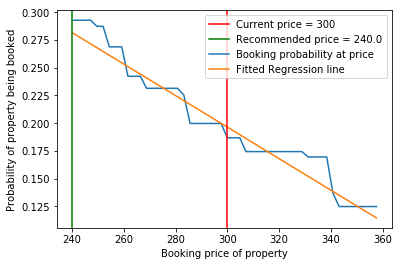 Current price = 300
Recommended price = 240.0
Booking probability at price
Fitted Regression line
0.300
0.275
0.250
0.225
0.200
0.175
0.150
0.125
Probability of property being booked
240
260
280
300
320
340
360
Booking price of property